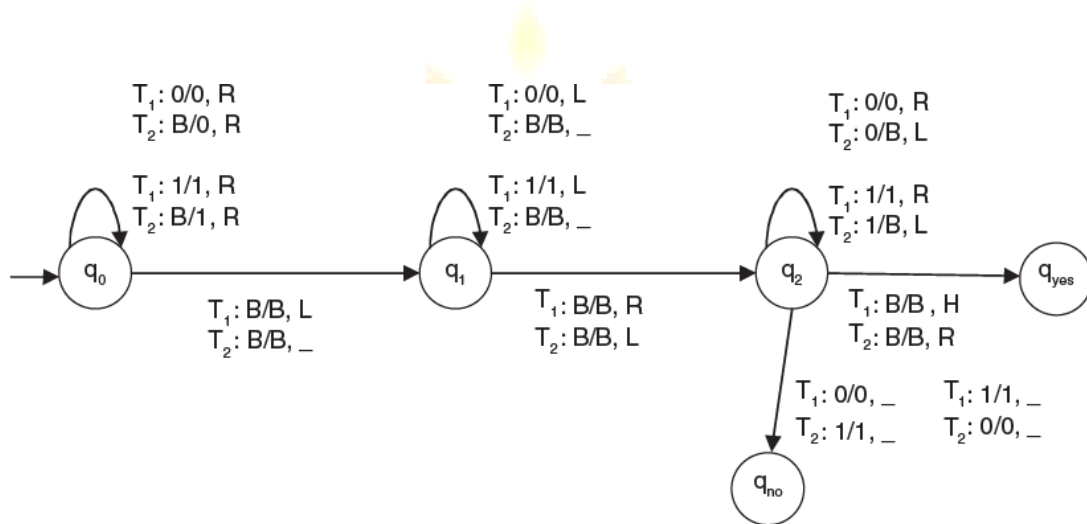 T₁: 0/0, R
T₂: B/0, R
T₁: 1/1, R
T₂: B/1, R
T₁: 0/0, L
T₂: B/B, _
T₁: 1/1, L
T₂: B/B, _
T₁: 0/0, R
T₂: 0/B, L
T₁: 1/1, R
T₂: 1/B, L
q₀
q₁
q₂
q_yes
T₁: B/B, L
T₂: B/B, _
T₁: B/B, R
T₂: B/B, L
T₁: B/B , H
T₂: B/B, R
T₁: 0/0, _
T₂: 1/1, _
T₁: 1/1, _
T₂: 0/0, _
q_no